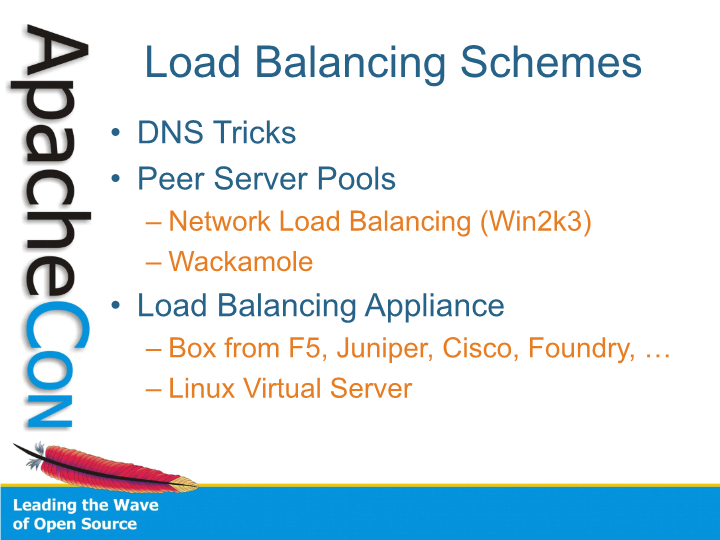 ApacheCon
Load Balancing Schemes
• DNS Tricks
• Peer Server Pools
– Network Load Balancing (Win2k3)
– Wackamole
• Load Balancing Appliance
– Box from F5, Juniper, Cisco, Foundry, …
– Linux Virtual Server
Leading the Wave
of Open Source